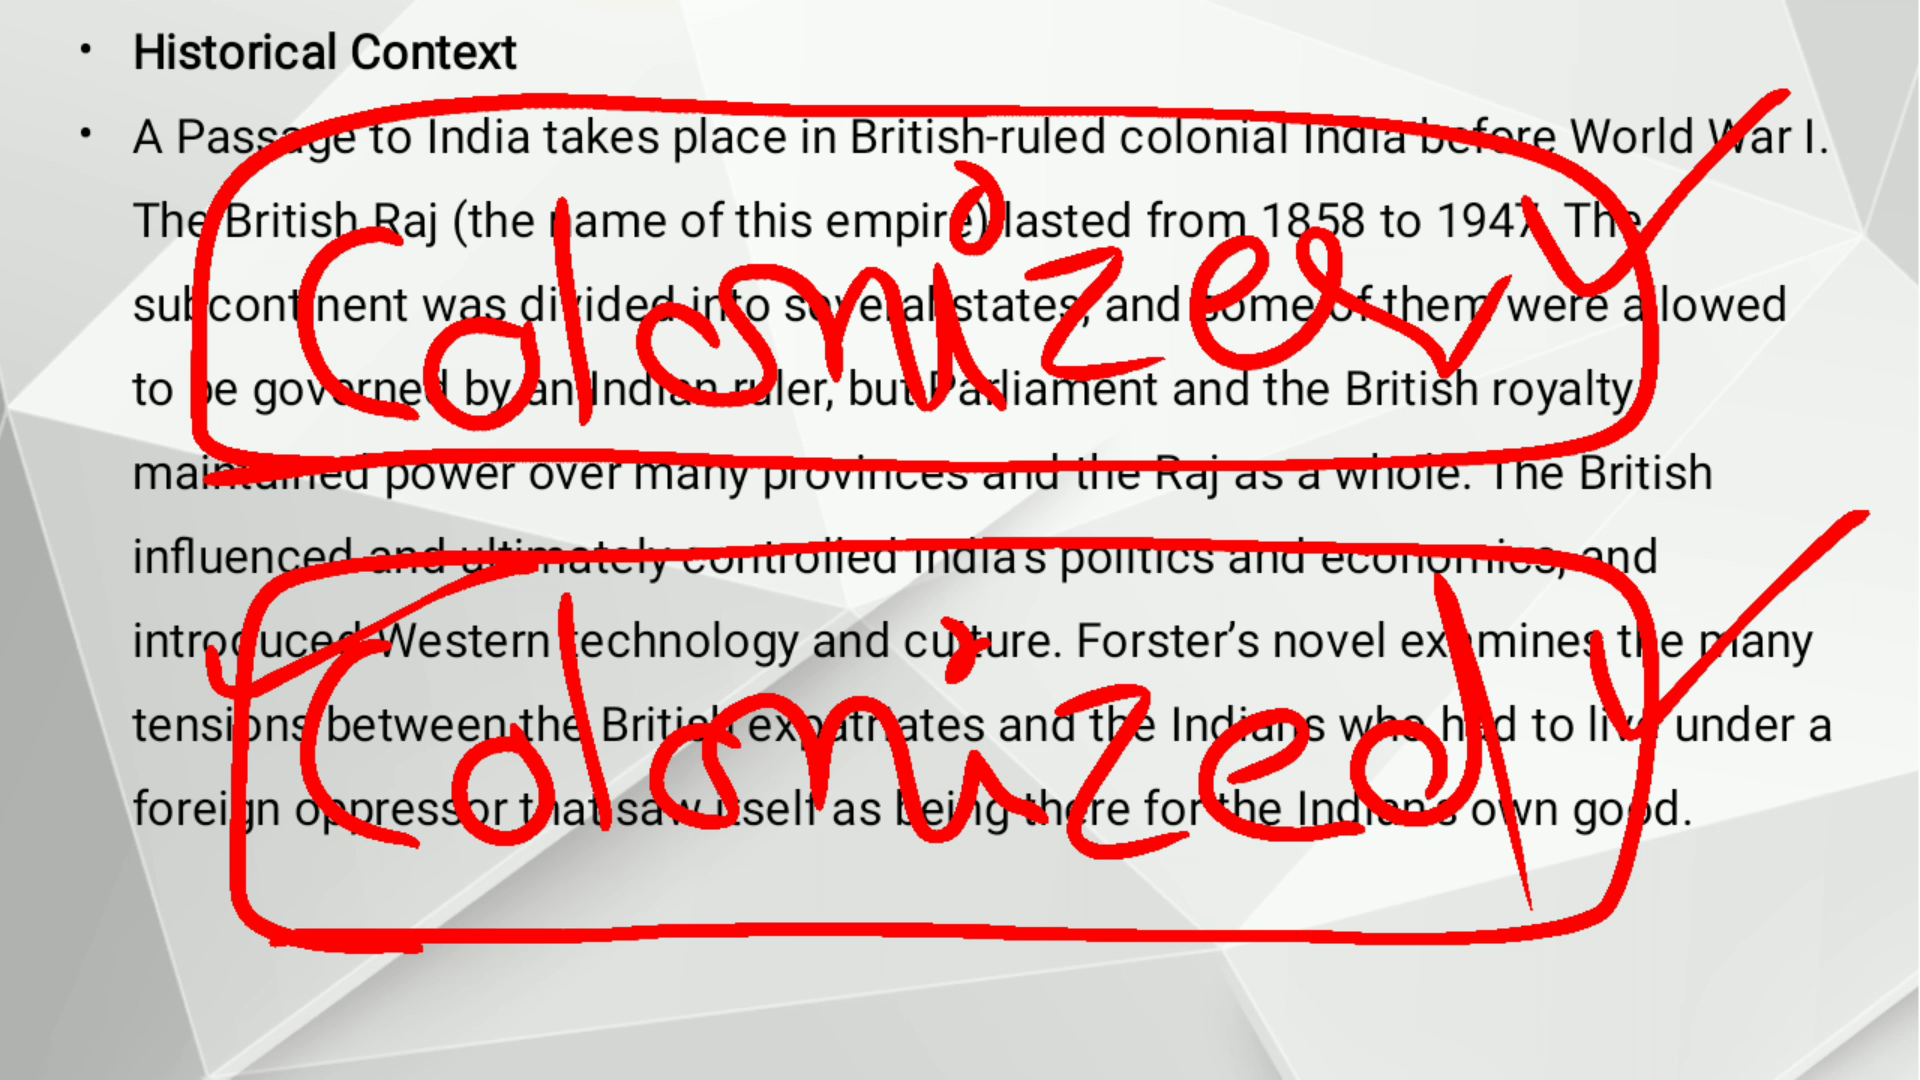 • Historical Context
• A Passage to India takes place in British-ruled colonial India before World War I.
The British Raj (the name of this empire) lasted from 1858 to 1947. The
Colonizer
subcontinent was divided into several states, and some of them were allowed
to be governed by an Indian ruler, but Parliament and the British royalty
maintained power over many provinces and the Raj as a whole. The British
influenced and ultimately controlled India's politics and economics, and
introduced Western technology and culture. Forster’s novel examines the many
Colonized
tensions between the British expatriates and the Indians who had to live under a
foreign oppressor that saw itself as being there for the Indian's own good.